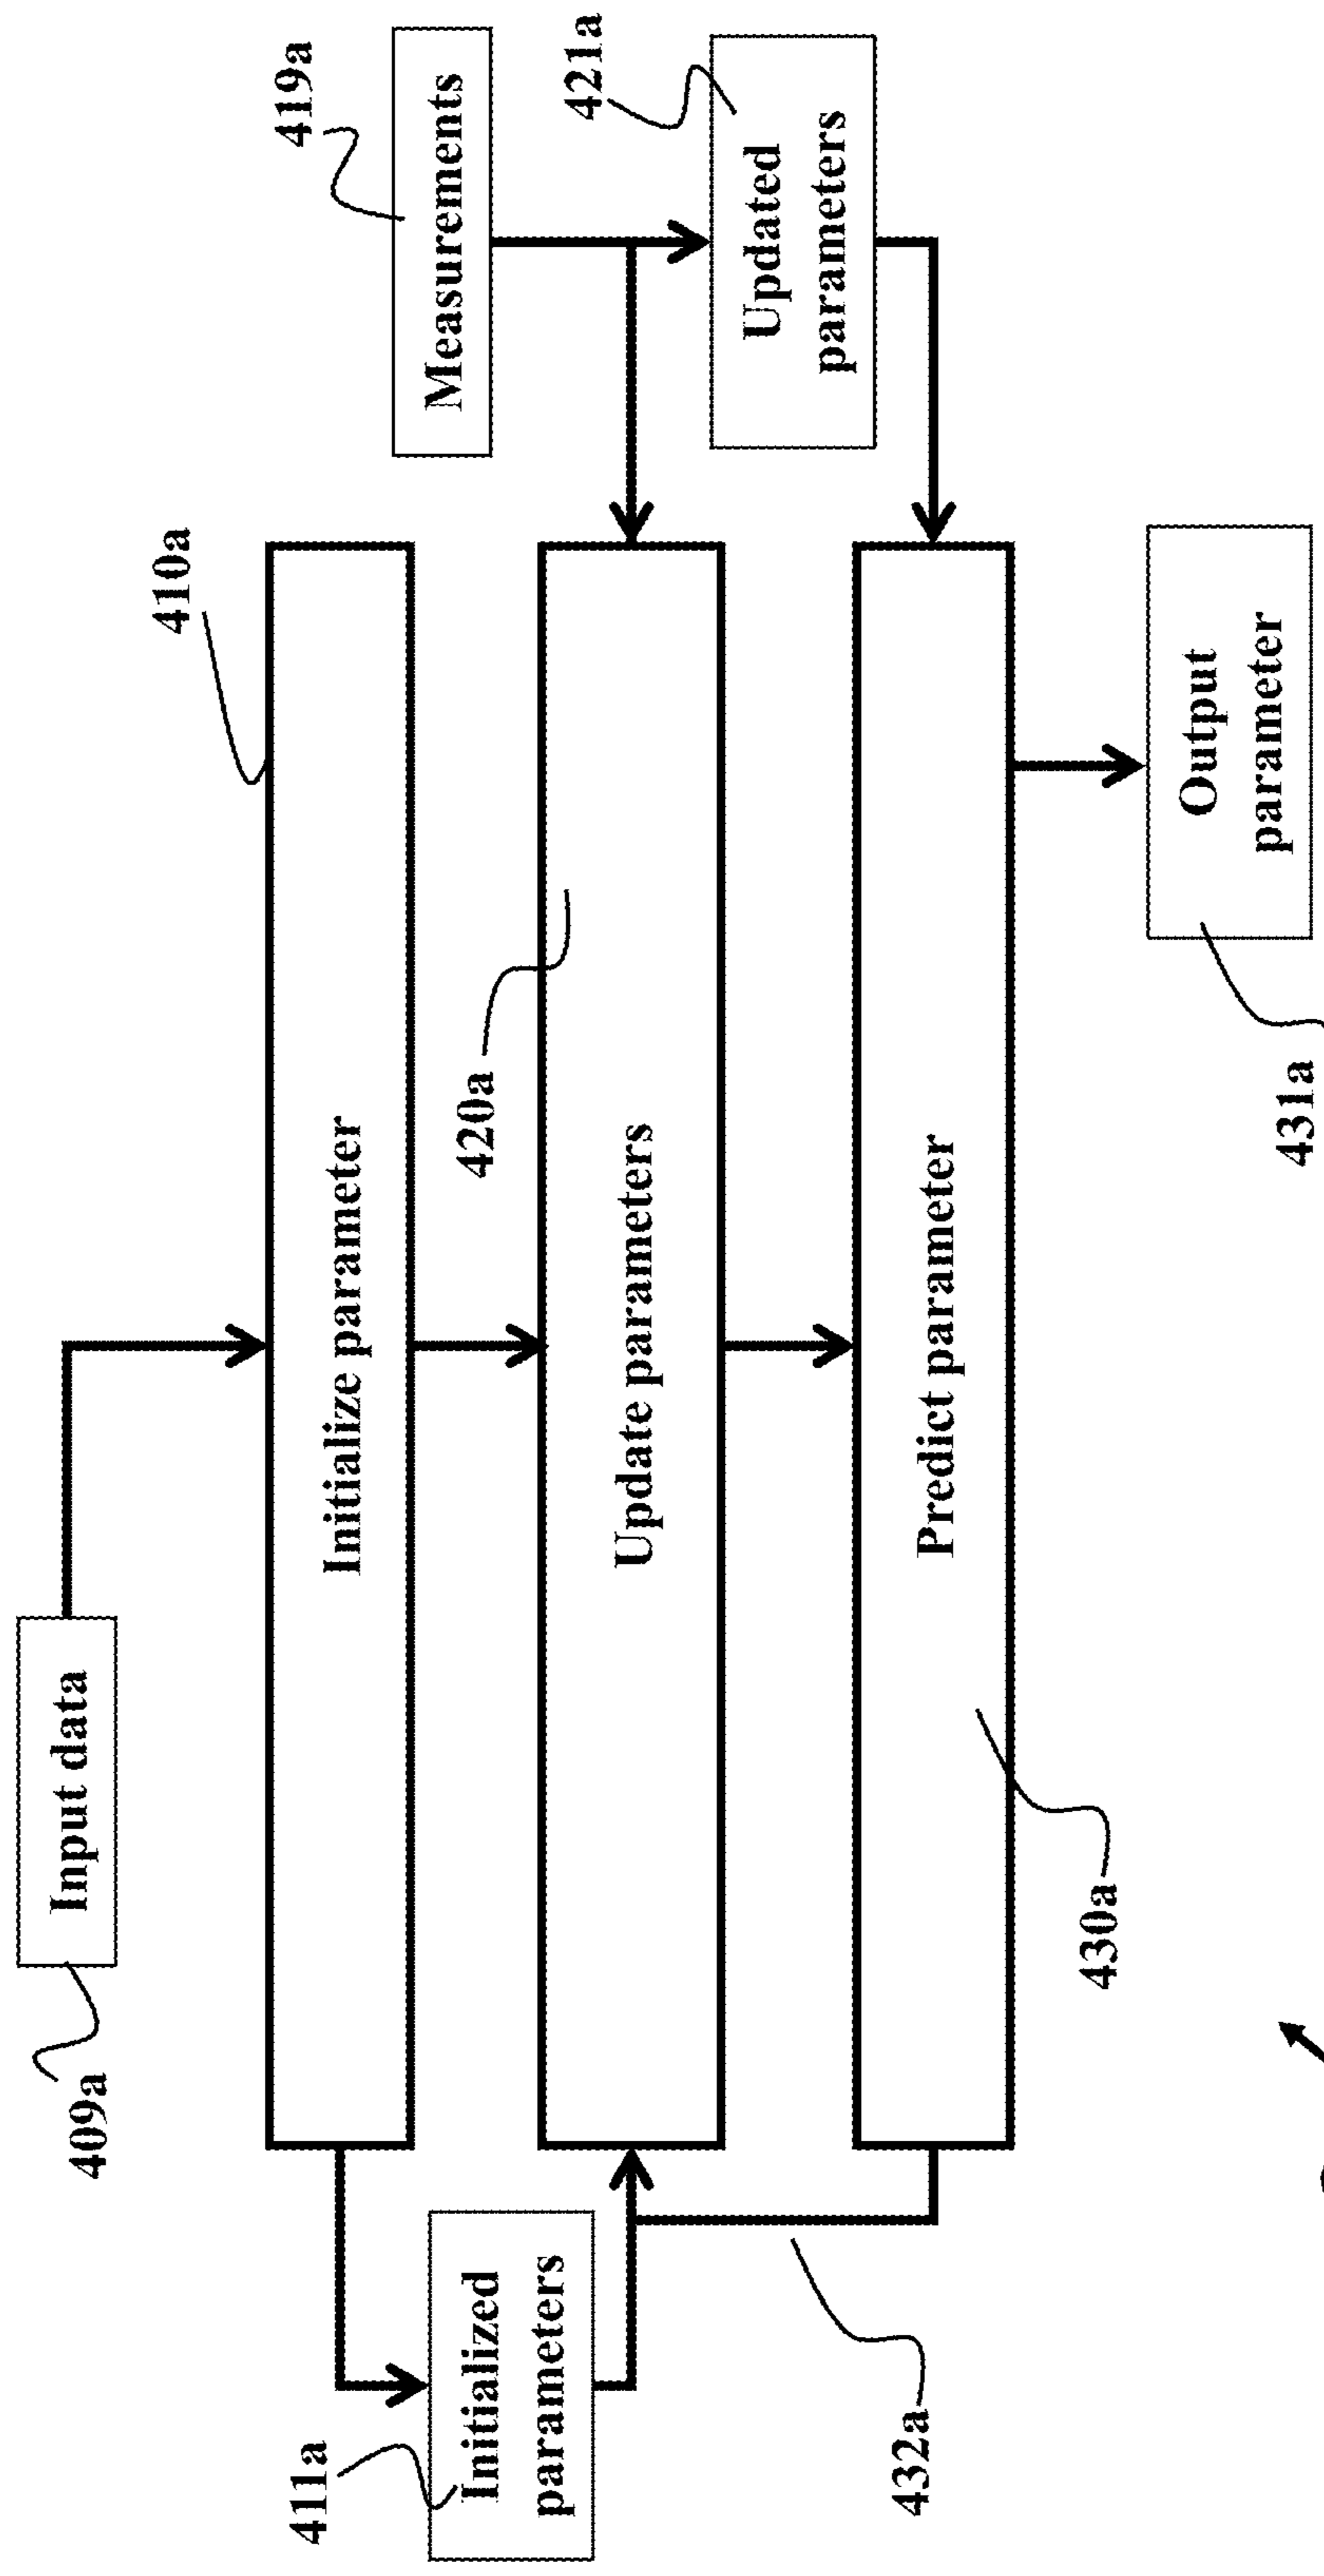 409a
Input data
410a
Initialize parameter
419a
Measurements
411a
Initialized
parameters
420a
Update parameters
421a
Updated
parameters
432a
Predict parameter
430a
Output
parameter
431a